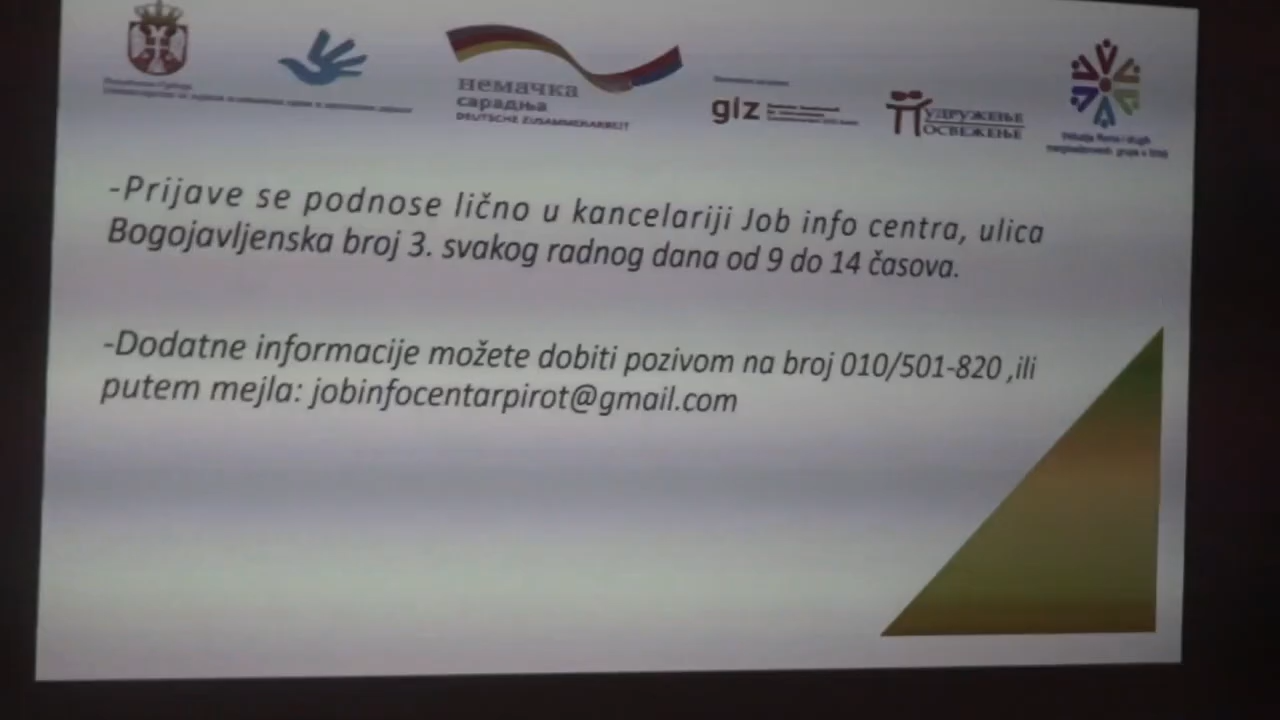 немачка
сарадња
DEUTSCHE ZUSAMMENARBEIT
giz
УДРУЖЕЊЕ
ОСВЕЖЕЊЕ
-Prijave se podnose lično u kancelariji Job info centra, ulica
Bogojavljenska broj 3. svakog radnog dana od 9 do 14 časova.
-Dodatne informacije možete dobiti pozivom na broj 010/501-820 ,ili
putem mejla: jobinfocentarpirot@gmail.com